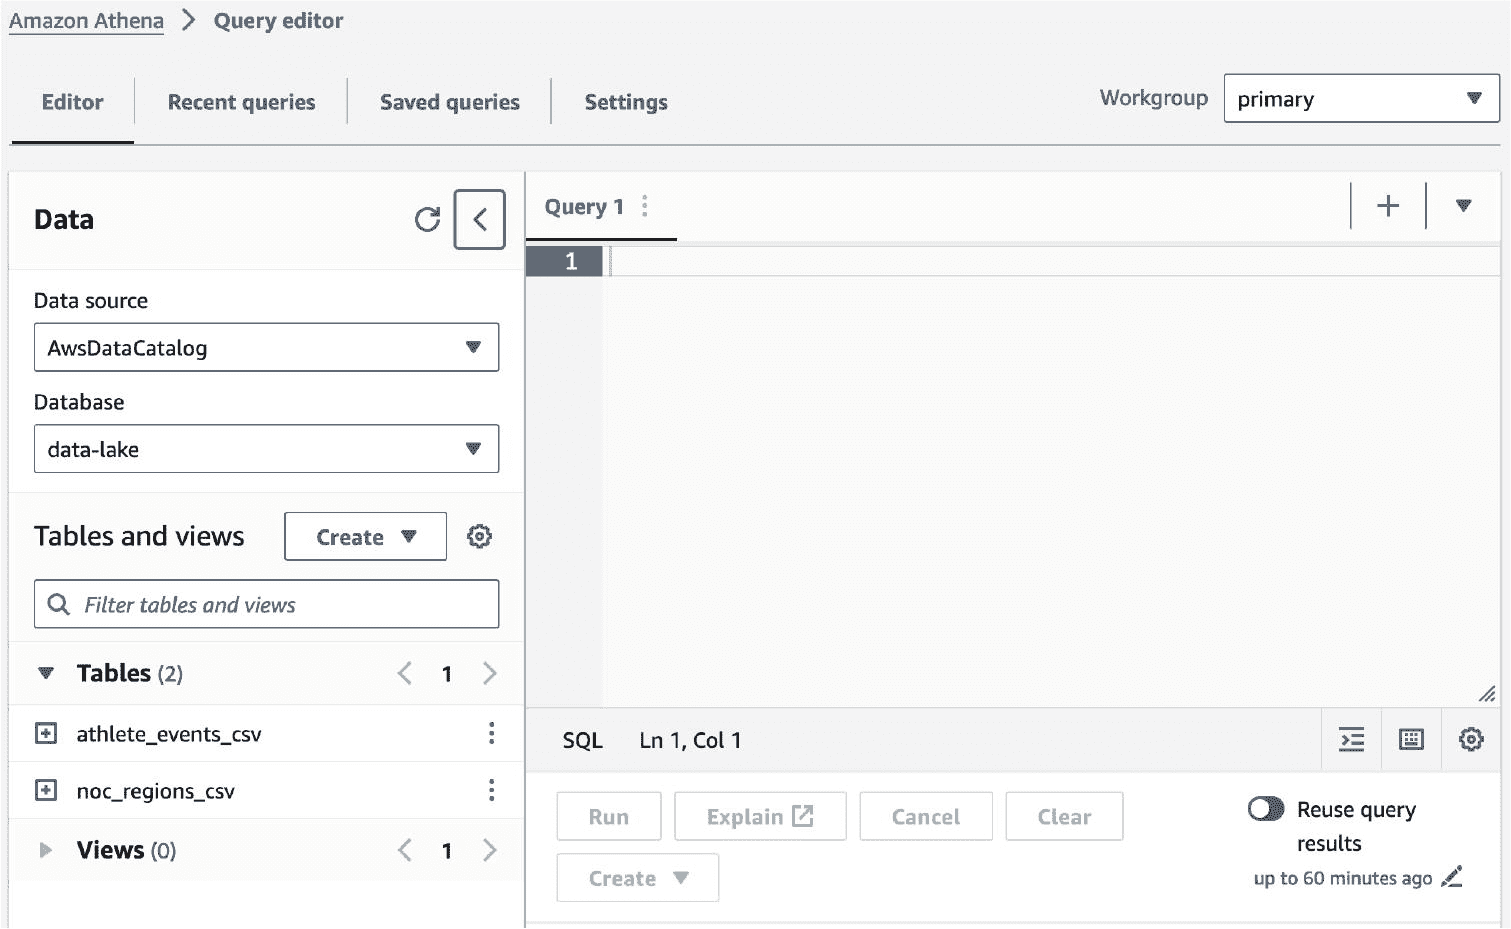 Amazon Athena > Query editor
Editor Recent queries Saved queries Settings
Workgroup primary
Data
Data source
AwsDataCatalog
Database
data-lake
Tables and views Create
Filter tables and views
Tables (2) < 1 >
athlete_events_csv
noc_regions_csv
Views (0) < 1 >
Query 1
1
SQL Ln 1, Col 1
Run Explain Cancel Clear
Create
Reuse query
results
up to 60 minutes ago